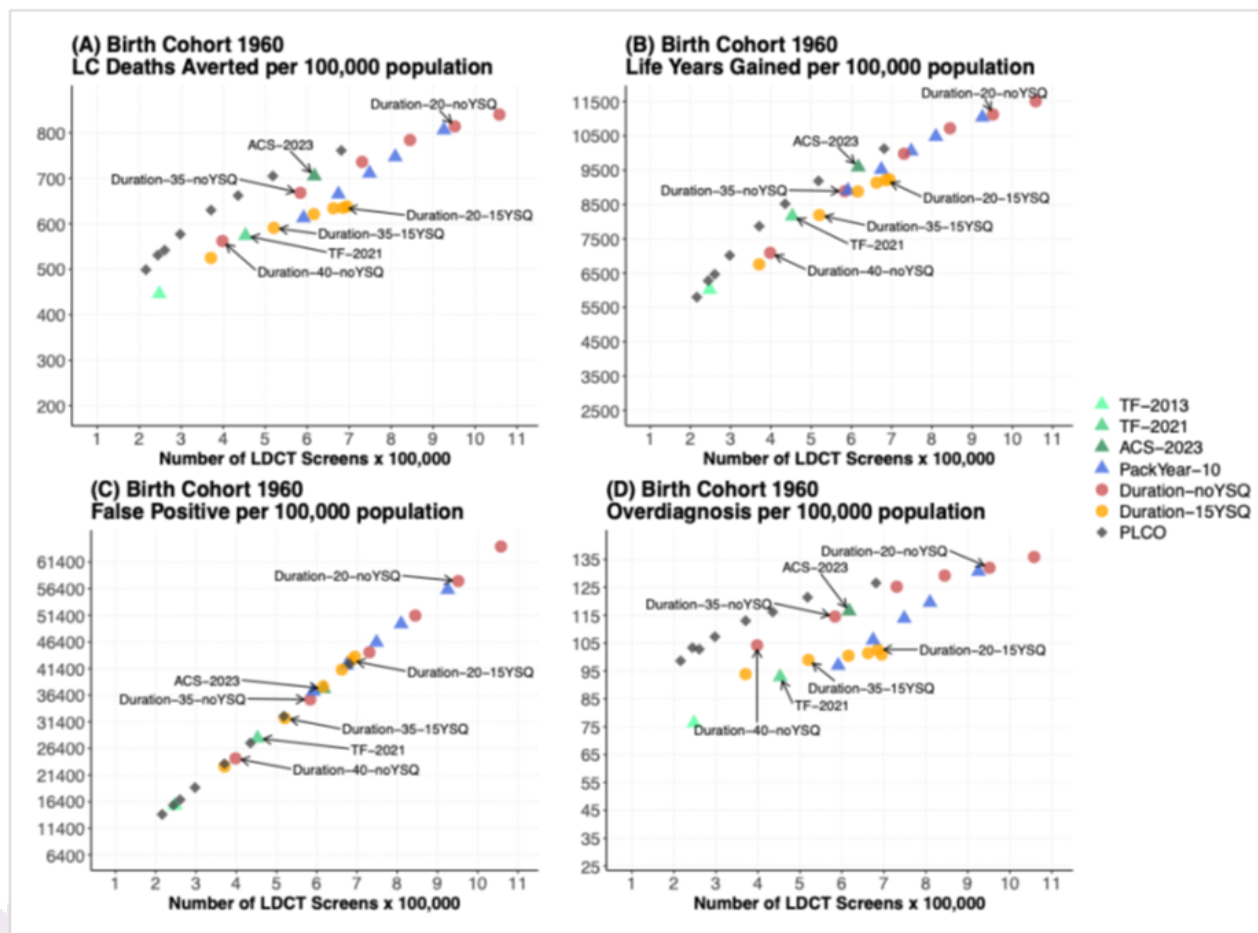 (A) Birth Cohort 1960
LC Deaths Averted per 100,000 population
800
700
600
500
400
300
200
Duration-20-noYSQ
ACS-2023
Duration-35-noYSQ
Duration-20-15YSQ
Duration-35-15YSQ
TF-2021
Duration-40-noYSQ
1 2 3 4 5 6 7 8 9 10 11
Number of LDCT Screens x 100,000
(B) Birth Cohort 1960
Life Years Gained per 100,000 population
11500
10500
9500
8500
7500
6500
5500
4500
3500
2500
Duration-20-noYSQ
ACS-2023
Duration-35-noYSQ
Duration-20-15YSQ
Duration-35-15YSQ
TF-2021
Duration-40-noYSQ
1 2 3 4 5 6 7 8 9 10 11
Number of LDCT Screens x 100,000
(C) Birth Cohort 1960
False Positive per 100,000 population
61400
56400
51400
46400
41400
36400
31400
26400
21400
16400
11400
6400
Duration-20-noYSQ
Duration-20-15YSQ
ACS-2023
Duration-35-noYSQ
Duration-35-15YSQ
TF-2021
Duration-40-noYSQ
1 2 3 4 5 6 7 8 9 10 11
Number of LDCT Screens x 100,000
(D) Birth Cohort 1960
Overdiagnosis per 100,000 population
135
125
115
105
95
85
75
65
55
45
35
25
Duration-20-noYSQ
ACS-2023
Duration-35-noYSQ
Duration-20-15YSQ
Duration-35-15YSQ
TF-2021
Duration-40-noYSQ
1 2 3 4 5 6 7 8 9 10 11
Number of LDCT Screens x 100,000
TF-2013
TF-2021
ACS-2023
PackYear-10
Duration-noYSQ
Duration-15YSQ
PLCO